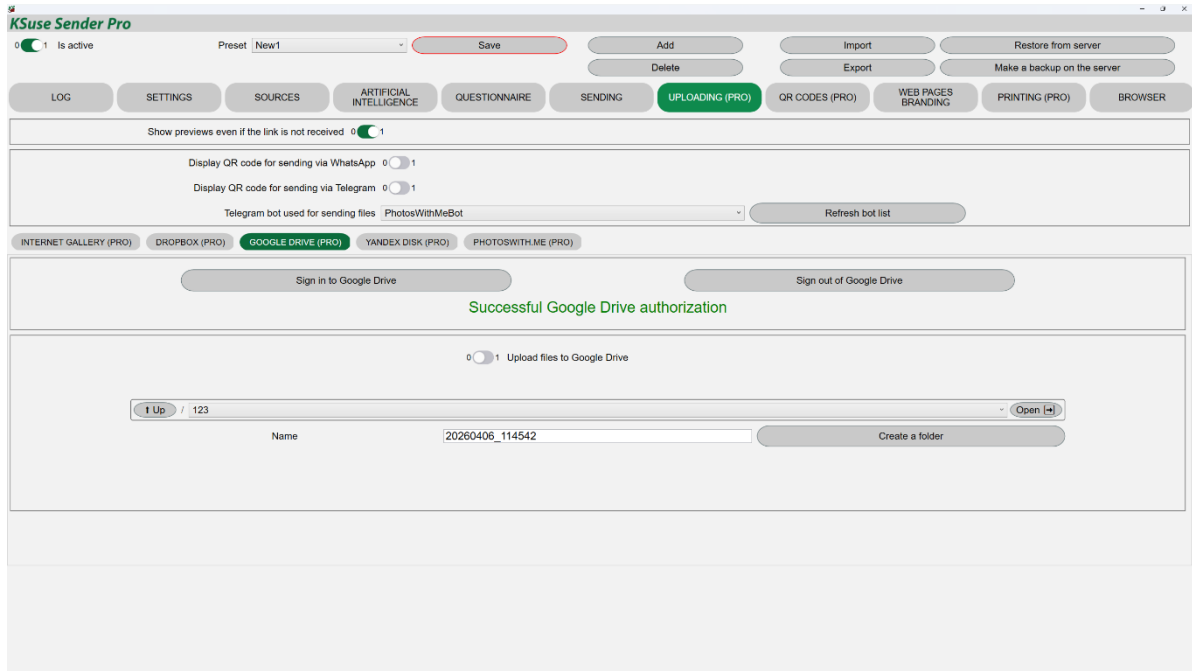 KSuse Sender Pro
0 1 Is active Preset New1 Save Add Import Restore from server
Delete Export Make a backup on the server
LOG SETTINGS SOURCES ARTIFICIAL INTELLIGENCE QUESTIONNAIRE SENDING UPLOADING (PRO) QR CODES (PRO) WEB PAGES BRANDING PRINTING (PRO) BROWSER
Show previews even if the link is not received 0 1
Display QR code for sending via WhatsApp 0 1
Display QR code for sending via Telegram 0 1
Telegram bot used for sending files PhotosWithMeBot Refresh bot list
INTERNET GALLERY (PRO) DROPBOX (PRO) GOOGLE DRIVE (PRO) YANDEX DISK (PRO) PHOTOSWITH.ME (PRO)
Sign in to Google Drive Sign out of Google Drive
Successful Google Drive authorization
0 1 Upload files to Google Drive
Up / 123 Open
Name 20260406_114542 Create a folder